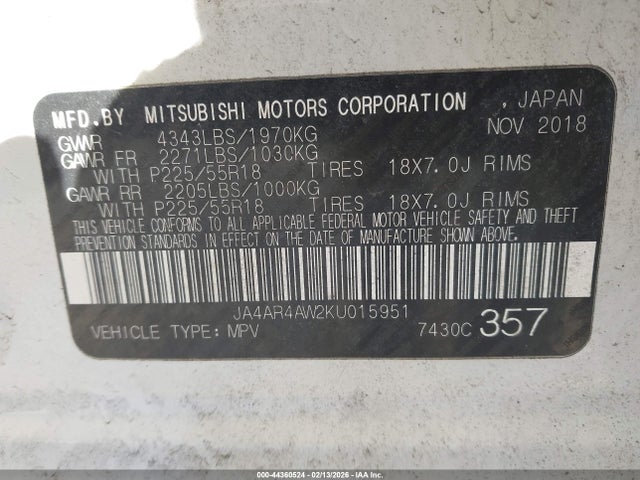 MFD.BY MITSUBISHI MOTORS CORPORATION , JAPAN
GVWR 4343LBS/1970KG NOV 2018
GAWR FR 2271LBS/1030KG
WITH P225/55R18 TIRES 18X7.0J RIMS
GAWR RR 2205LBS/1000KG
WITH P225/55R18 TIRES 18X7.0J RIMS
THIS VEHICLE CONFORMS TO ALL APPLICABLE FEDERAL MOTOR VEHICLE SAFETY AND THEFT
PREVENTION STANDARDS IN EFFECT ON THE DATE OF MANUFACTURE SHOWN ABOVE.
JA4AR4AW2KU015951
VEHICLE TYPE: MPV 7430C 357
000-44360524 - 02/13/2026 - COPART